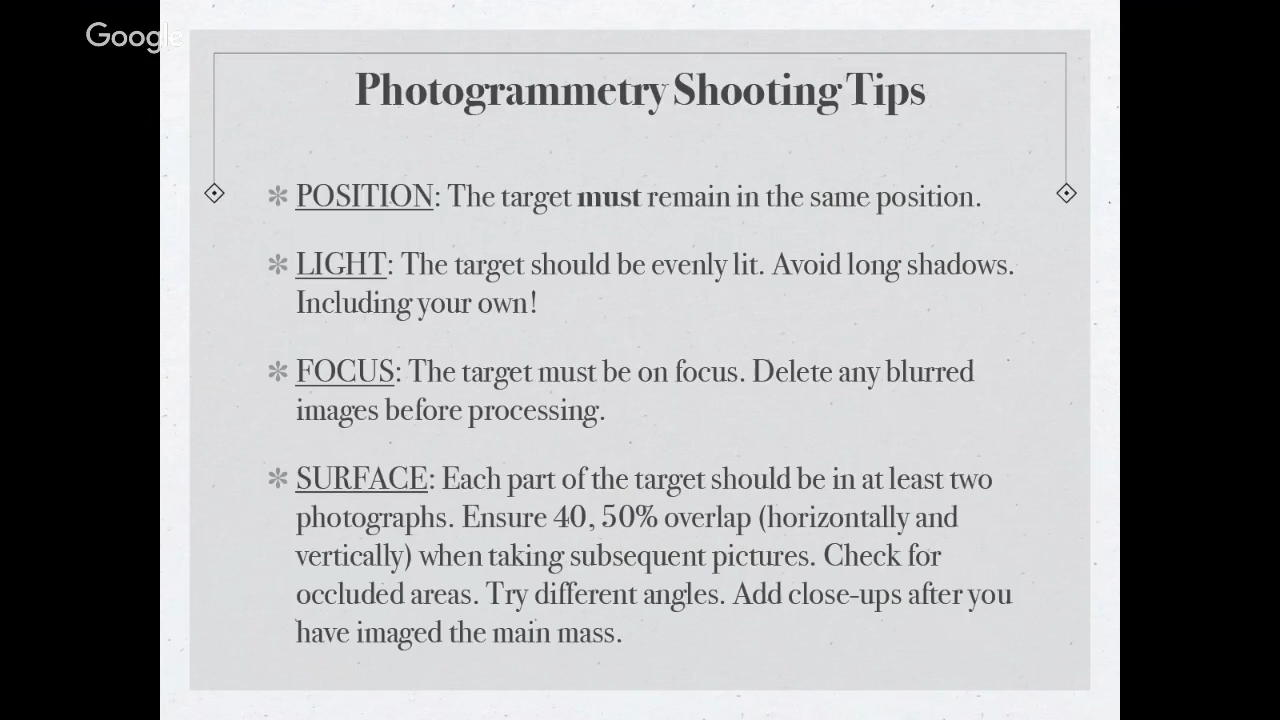 Google
Photogrammetry Shooting Tips
POSITION: The target must remain in the same position.
LIGHT: The target should be evenly lit. Avoid long shadows.
Including your own!
FOCUS: The target must be on focus. Delete any blurred
images before processing.
SURFACE: Each part of the target should be in at least two
photographs. Ensure 40, 50% overlap (horizontally and
vertically) when taking subsequent pictures. Check for
occluded areas. Try different angles. Add close-ups after you
have imaged the main mass.